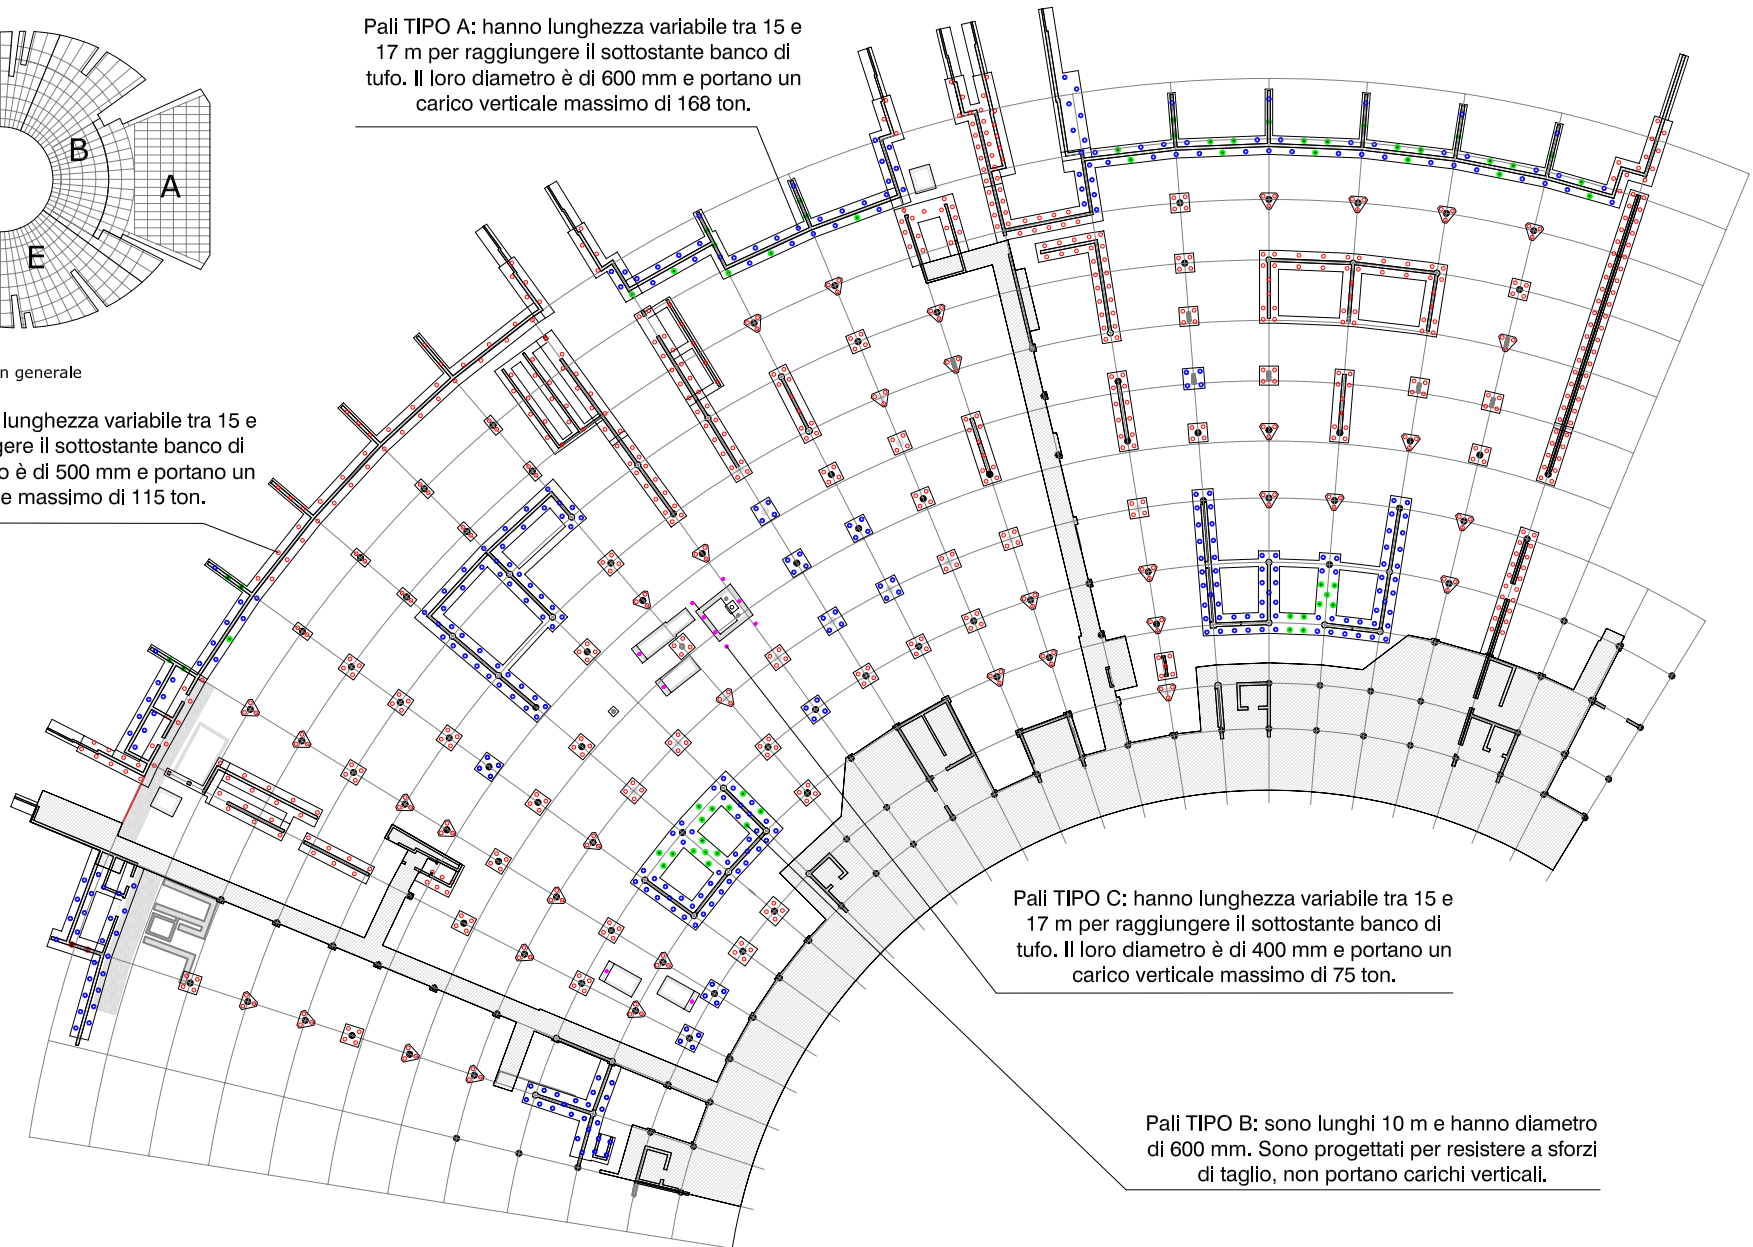 Pali TIPO A: hanno lunghezza variabile tra 15 e
17 m per raggiungere il sottostante banco di
tufo. Il loro diametro è di 600 mm e portano un
carico verticale massimo di 168 ton.
B
A
E
n generale
lunghezza variabile tra 15 e
gere il sottostante banco di
o è di 500 mm e portano un
e massimo di 115 ton.
Pali TIPO C: hanno lunghezza variabile tra 15 e
17 m per raggiungere il sottostante banco di
tufo. Il loro diametro è di 400 mm e portano un
carico verticale massimo di 75 ton.
Pali TIPO B: sono lunghi 10 m e hanno diametro
di 600 mm. Sono progettati per resistere a sforzi
di taglio, non portano carichi verticali.